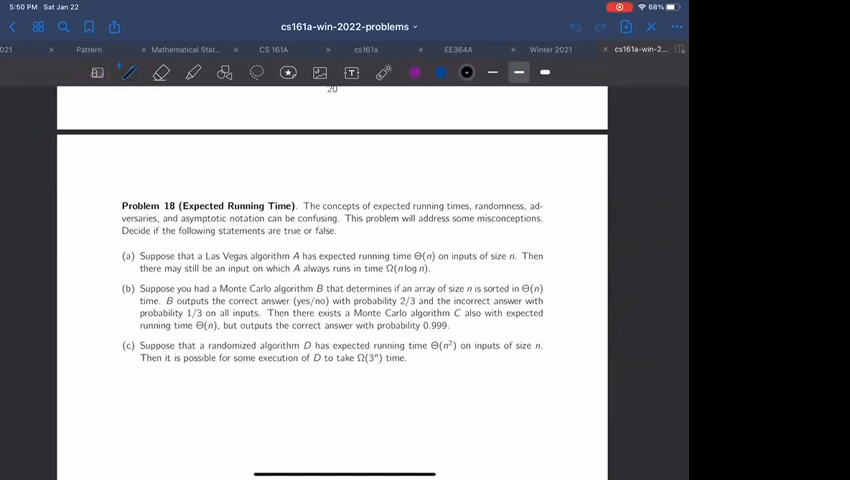 5:50 PM Sat Jan 22
68%
cs161a-win-2022-problems
021
Pattern
Mathematical Stat...
CS 161A
cs161a
EE364A
Winter 2021
cs161a-win-2...
20
Problem 18 (Expected Running Time). The concepts of expected running times, randomness, ad-
versaries, and asymptotic notation can be confusing. This problem will address some misconceptions.
Decide if the following statements are true or false.
(a) Suppose that a Las Vegas algorithm A has expected running time Θ(n) on inputs of size n. Then
there may still be an input on which A always runs in time Ω(n log n).
(b) Suppose you had a Monte Carlo algorithm B that determines if an array of size n is sorted in Θ(n)
time. B outputs the correct answer (yes/no) with probability 2/3 and the incorrect answer with
probability 1/3 on all inputs. Then there exists a Monte Carlo algorithm C also with expected
running time Θ(n), but outputs the correct answer with probability 0.999.
(c) Suppose that a randomized algorithm D has expected running time Θ(n²) on inputs of size n.
Then it is possible for some execution of D to take Ω(3ⁿ) time.